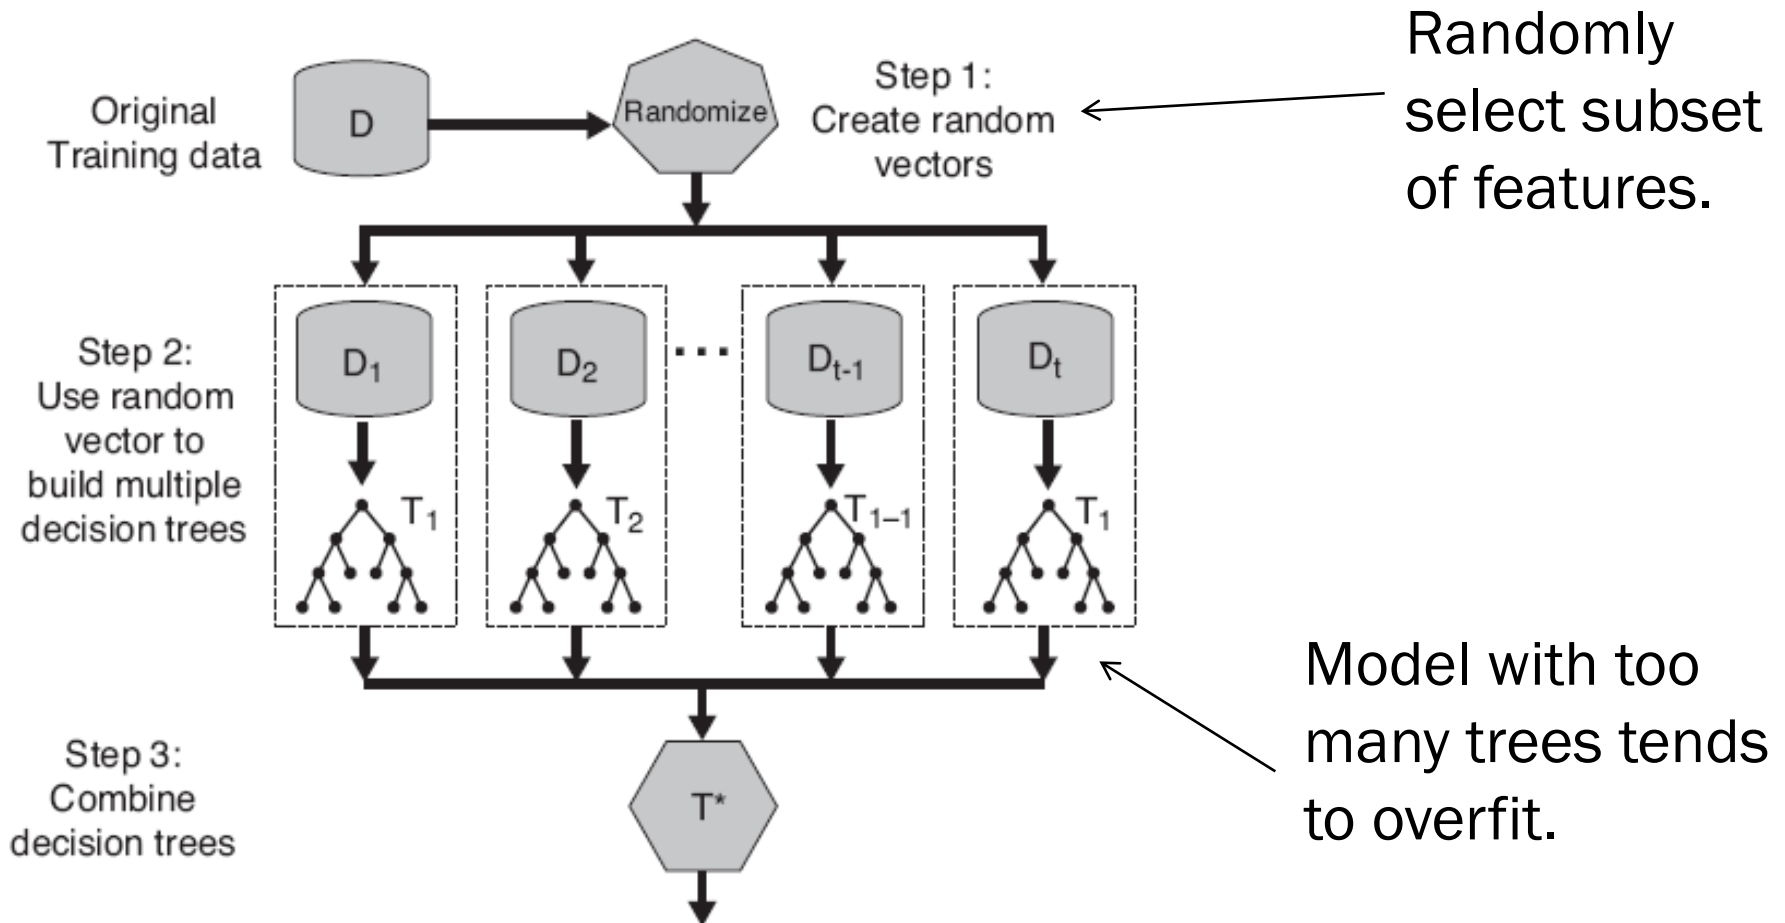 Original
Training data
D
Randomize
Step 1:
Create random
vectors
Randomly
select subset
of features.
Step 2:
Use random
vector to
build multiple
decision trees
D₁
D₂
...
Dₜ₋₁
Dₜ
T₁
T₂
T₁₋₁
T₁
Model with too
many trees tends
to overfit.
Step 3:
Combine
decision trees
T*